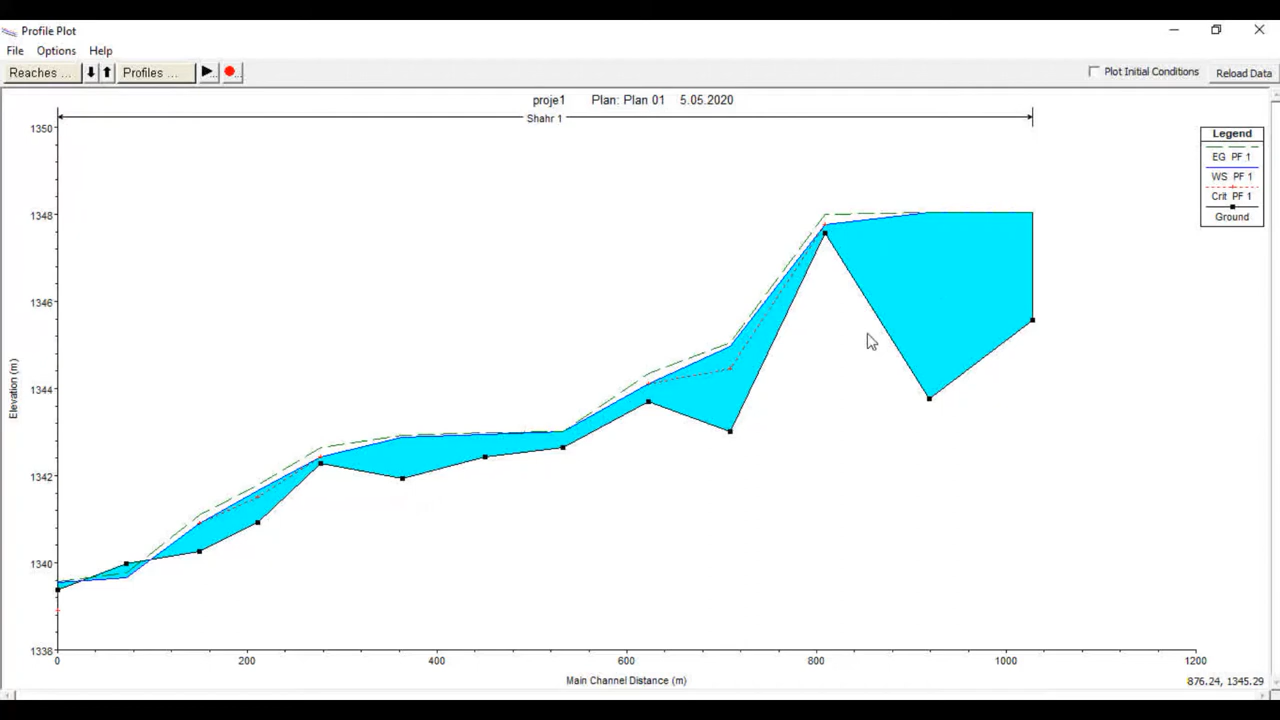 Profile Plot
File Options Help
Reaches ... Profiles ... Plot Initial Conditions Reload Data
proje1 Plan: Plan 01 5.05.2020
Shahr 1
Legend
EG PF 1
WS PF 1
Crit PF 1
Ground
1350
1348
1346
1344
1342
1340
1338
Elevation (m)
0 200 400 600 800 1000 1200
Main Channel Distance (m)
876.24, 1345.29